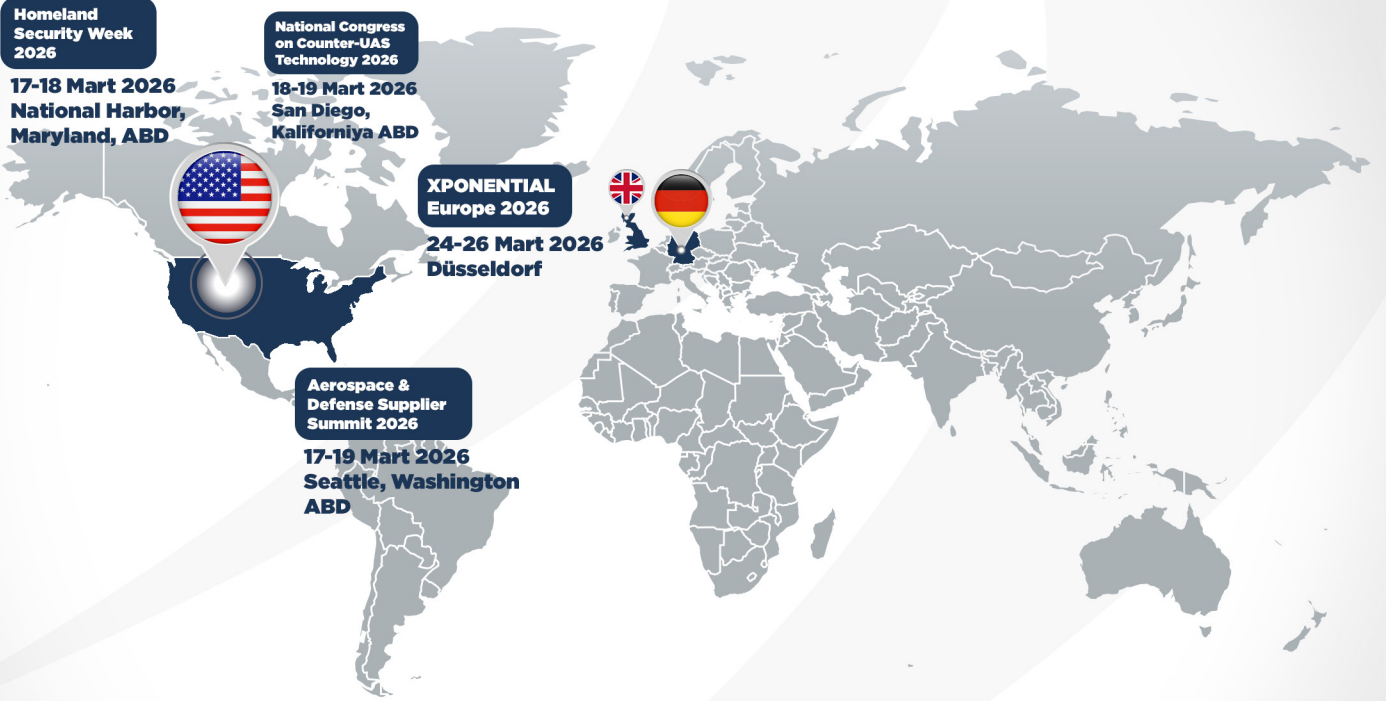 Homeland
Security Week
2026
17-18 Mart 2026
National Harbor,
Maryland, ABD
National Congress
on Counter-UAS
Technology 2026
18-19 Mart 2026
San Diego,
Kaliforniya ABD
XPONENTIAL
Europe 2026
24-26 Mart 2026
Düsseldorf
Aerospace &
Defense Supplier
Summit 2026
17-19 Mart 2026
Seattle, Washington
ABD